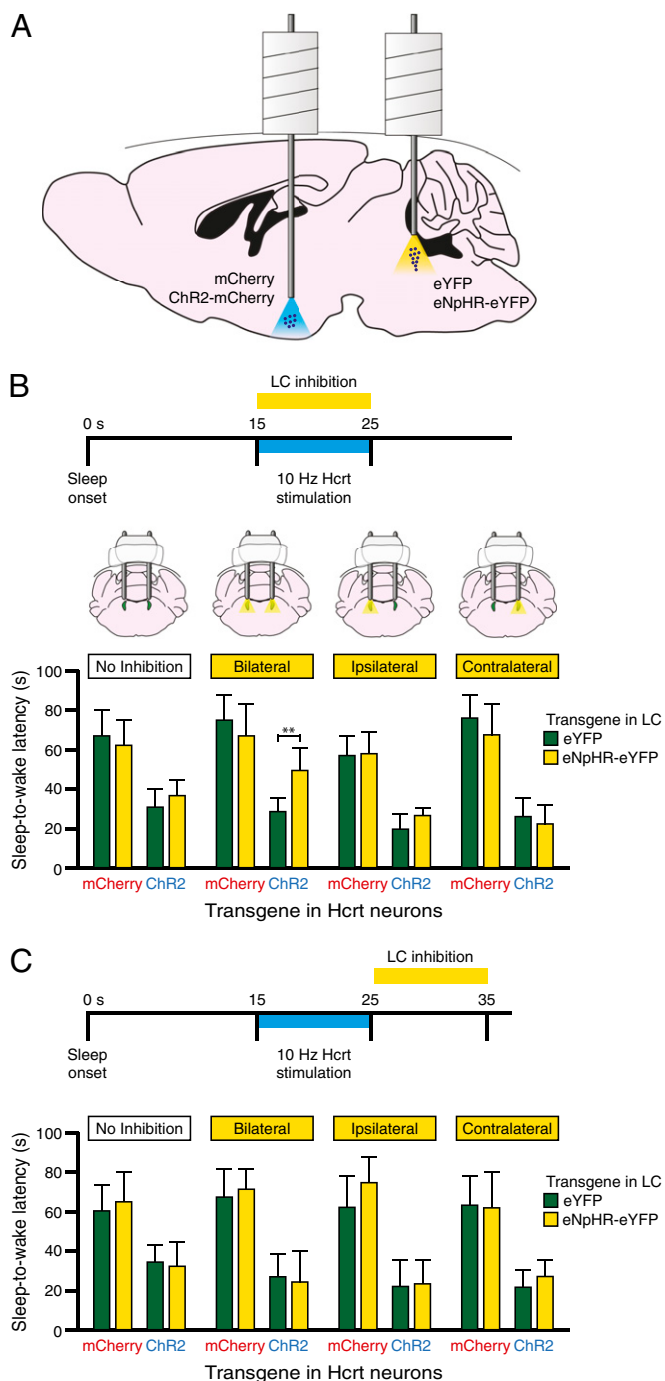 A
mCherry
ChR2-mCherry
eYFP
eNpHR-eYFP
B
LC inhibition
0 s 15 25
Sleep onset
10 Hz Hcrt stimulation
No Inhibition Bilateral Ipsilateral Contralateral
**
Sleep-to-wake latency (s)
100
80
60
40
20
0
Transgene in LC
eYFP
eNpHR-eYFP
mCherry ChR2 mCherry ChR2 mCherry ChR2 mCherry ChR2
Transgene in Hcrt neurons
C
LC inhibition
0 s 15 25 35
Sleep onset
10 Hz Hcrt stimulation
No Inhibition Bilateral Ipsilateral Contralateral
Sleep-to-wake latency (s)
100
80
60
40
20
0
Transgene in LC
eYFP
eNpHR-eYFP
mCherry ChR2 mCherry ChR2 mCherry ChR2 mCherry ChR2
Transgene in Hcrt neurons